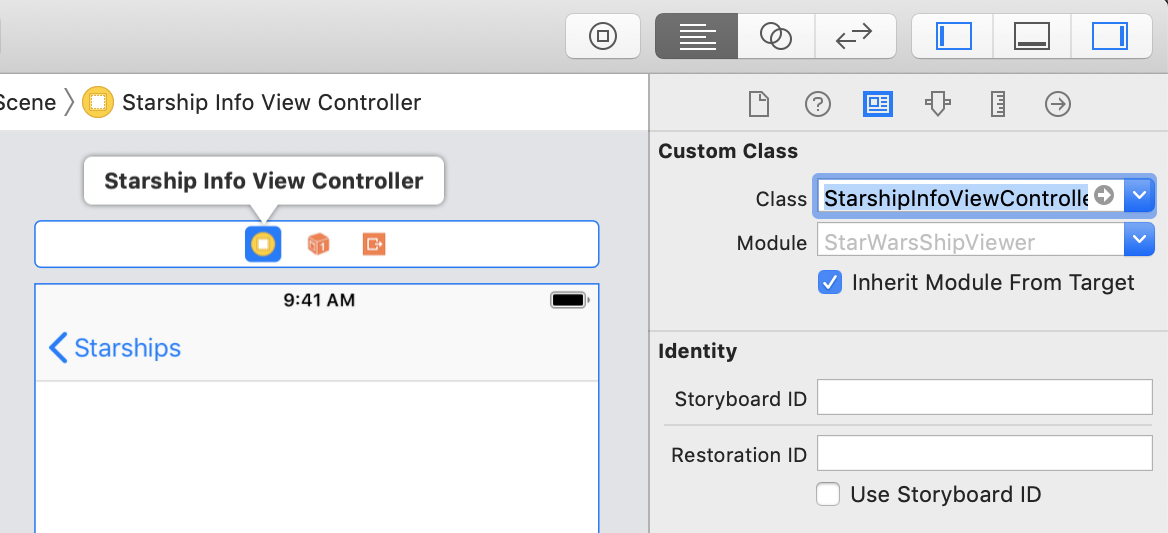 Scene
Starship Info View Controller
Starship Info View Controller
1
9:41 AM
Starships
Custom Class
Class StarshipInfoViewControlle
Module StarWarsShipViewer
Inherit Module From Target
Identity
Storyboard ID
Restoration ID
Use Storyboard ID